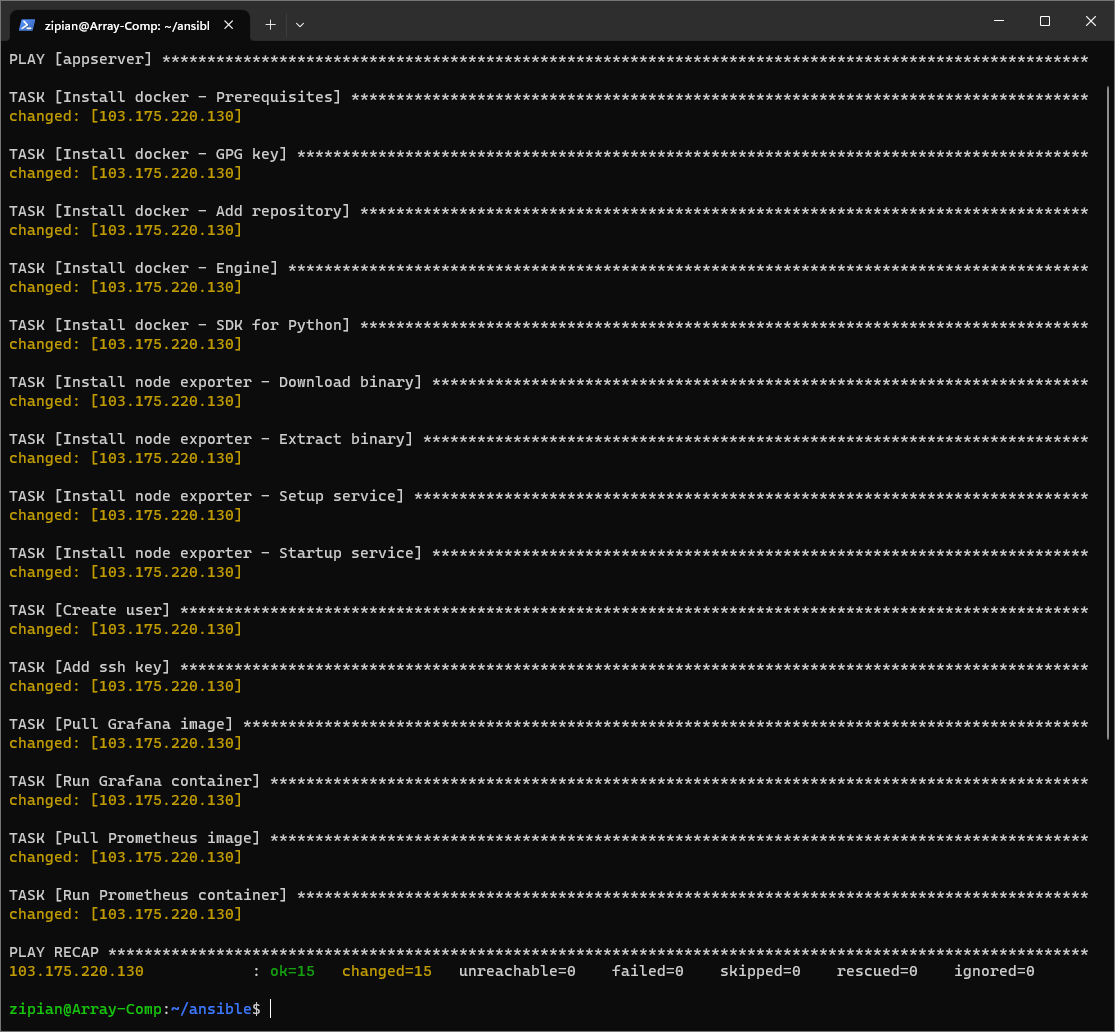 zipian@Array-Comp: ~/ansibl
PLAY [appserver] *******************************************************************************************************
TASK [Install docker - Prerequisites] **********************************************************************************
changed: [103.175.220.130]
TASK [Install docker - GPG key] ****************************************************************************************
changed: [103.175.220.130]
TASK [Install docker - Add repository] *********************************************************************************
changed: [103.175.220.130]
TASK [Install docker - Engine] *****************************************************************************************
changed: [103.175.220.130]
TASK [Install docker - SDK for Python] *********************************************************************************
changed: [103.175.220.130]
TASK [Install node exporter - Download binary] *************************************************************************
changed: [103.175.220.130]
TASK [Install node exporter - Extract binary] **************************************************************************
changed: [103.175.220.130]
TASK [Install node exporter - Setup service] ***************************************************************************
changed: [103.175.220.130]
TASK [Install node exporter - Startup service] *************************************************************************
changed: [103.175.220.130]
TASK [Create user] *****************************************************************************************************
changed: [103.175.220.130]
TASK [Add ssh key] *****************************************************************************************************
changed: [103.175.220.130]
TASK [Pull Grafana image] **********************************************************************************************
changed: [103.175.220.130]
TASK [Run Grafana container] *******************************************************************************************
changed: [103.175.220.130]
TASK [Pull Prometheus image] *******************************************************************************************
changed: [103.175.220.130]
TASK [Run Prometheus container] ****************************************************************************************
changed: [103.175.220.130]
PLAY RECAP *************************************************************************************************************
103.175.220.130            : ok=15   changed=15   unreachable=0    failed=0    skipped=0    rescued=0    ignored=0
zipian@Array-Comp:~/ansible$